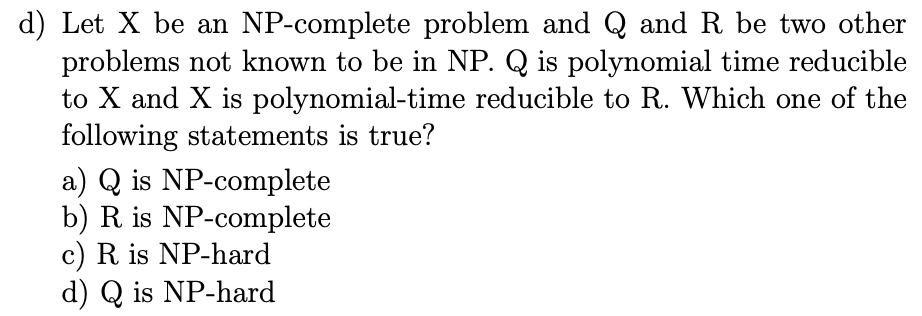 d) Let X be an NP-complete problem and Q and R be two other
problems not known to be in NP. Q is polynomial time reducible
to X and X is polynomial-time reducible to R. Which one of the
following statements is true?
a) Q is NP-complete
b) R is NP-complete
c) R is NP-hard
d) Q is NP-hard